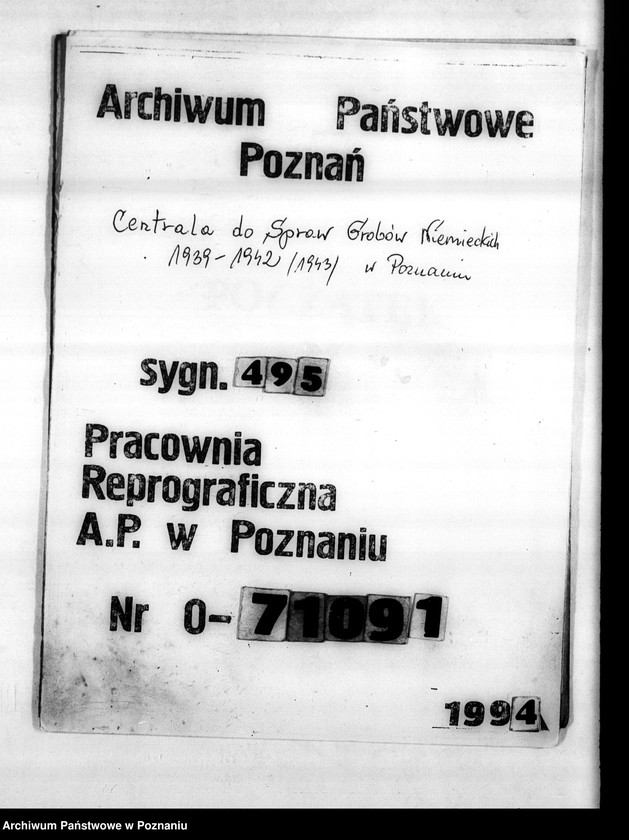 Archiwum Państwowe
Poznań
Centrala do Spraw Grobów Niemieckich
1939-1942 /1943/ w Poznaniu
sygn. 495
Pracownia
Reprograficzna
A.P. w Poznaniu
Nr O-71091
1994
Archiwum Państwowe w Poznaniu